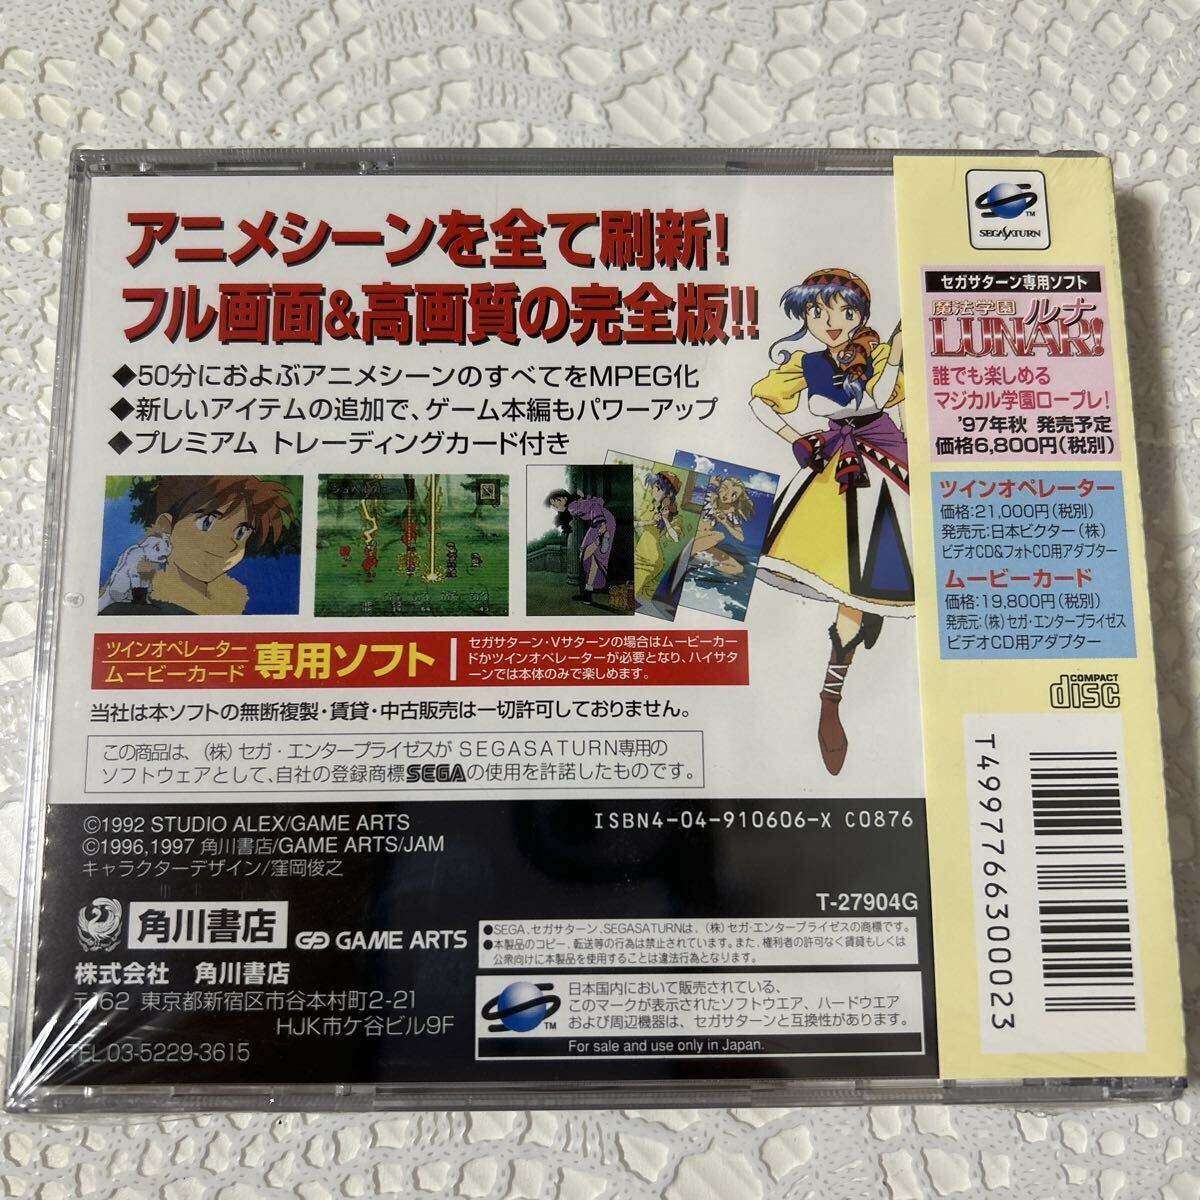 アニメシーンを全て刷新!
フル画面&高画質の完全版!!
◆50分におよぶアニメシーンのすべてをMPEG化
◆新しいアイテムの追加で、ゲーム本編もパワーアップ
◆プレミアム トレーディングカード付き
ツインオペレーター
ムービーカード
専用ソフト
セガサターン・Vサターンの場合はムービーカー
ドかツインオペレーターが必要となり、ハイサタ
ーンでは本体のみで楽しめます。
当社は本ソフトの無断複製・賃貸・中古販売は一切許可しておりません。
この商品は、(株)セガ・エンタープライゼスが SEGASATURN専用の
ソフトウェアとして、自社の登録商標SEGAの使用を許諾したものです。
©1992 STUDIO ALEX/GAME ARTS
©1996,1997 角川書店/GAME ARTS/JAM
キャラクターデザイン/窪岡俊之
ISBN4-04-910606-X C0876
T-27904G
角川書店
GAME ARTS
株式会社 角川書店
〒162 東京都新宿区市谷本村町2-21
HJK市ケ谷ビル9F
TEL.03-5229-3615
●SEGA、セガサターン、SEGASATURNは、(株)セガ・エンタープライゼスの商標です。
●本製品のコピー、転送等の行為は禁止されています。また、権利者の許可なく賃貸もしくは
公衆向けに本製品を使用することは違法行為となります。
日本国内において販売されている、
このマークが表示されたソフトウエア、ハードウエア
および周辺機器は、セガサターンと互換性があります。
TM
For sale and use only in Japan.
TM
SEGASATURN
セガサターン専用ソフト
魔法学園 ルナ
LUNAR!
誰でも楽しめる
マジカル学園ロープレ!
'97年秋 発売予定
価格6,800円(税別)
ツインオペレーター
価格:21,000円(税別)
発売元:日本ビクター(株)
ビデオCD&フォトCD用アダプター
ムービーカード
価格:19,800円(税別)
発売元:(株)セガ・エンタープライゼス
ビデオCD用アダプター
COMPACT
disc
T4997766300023